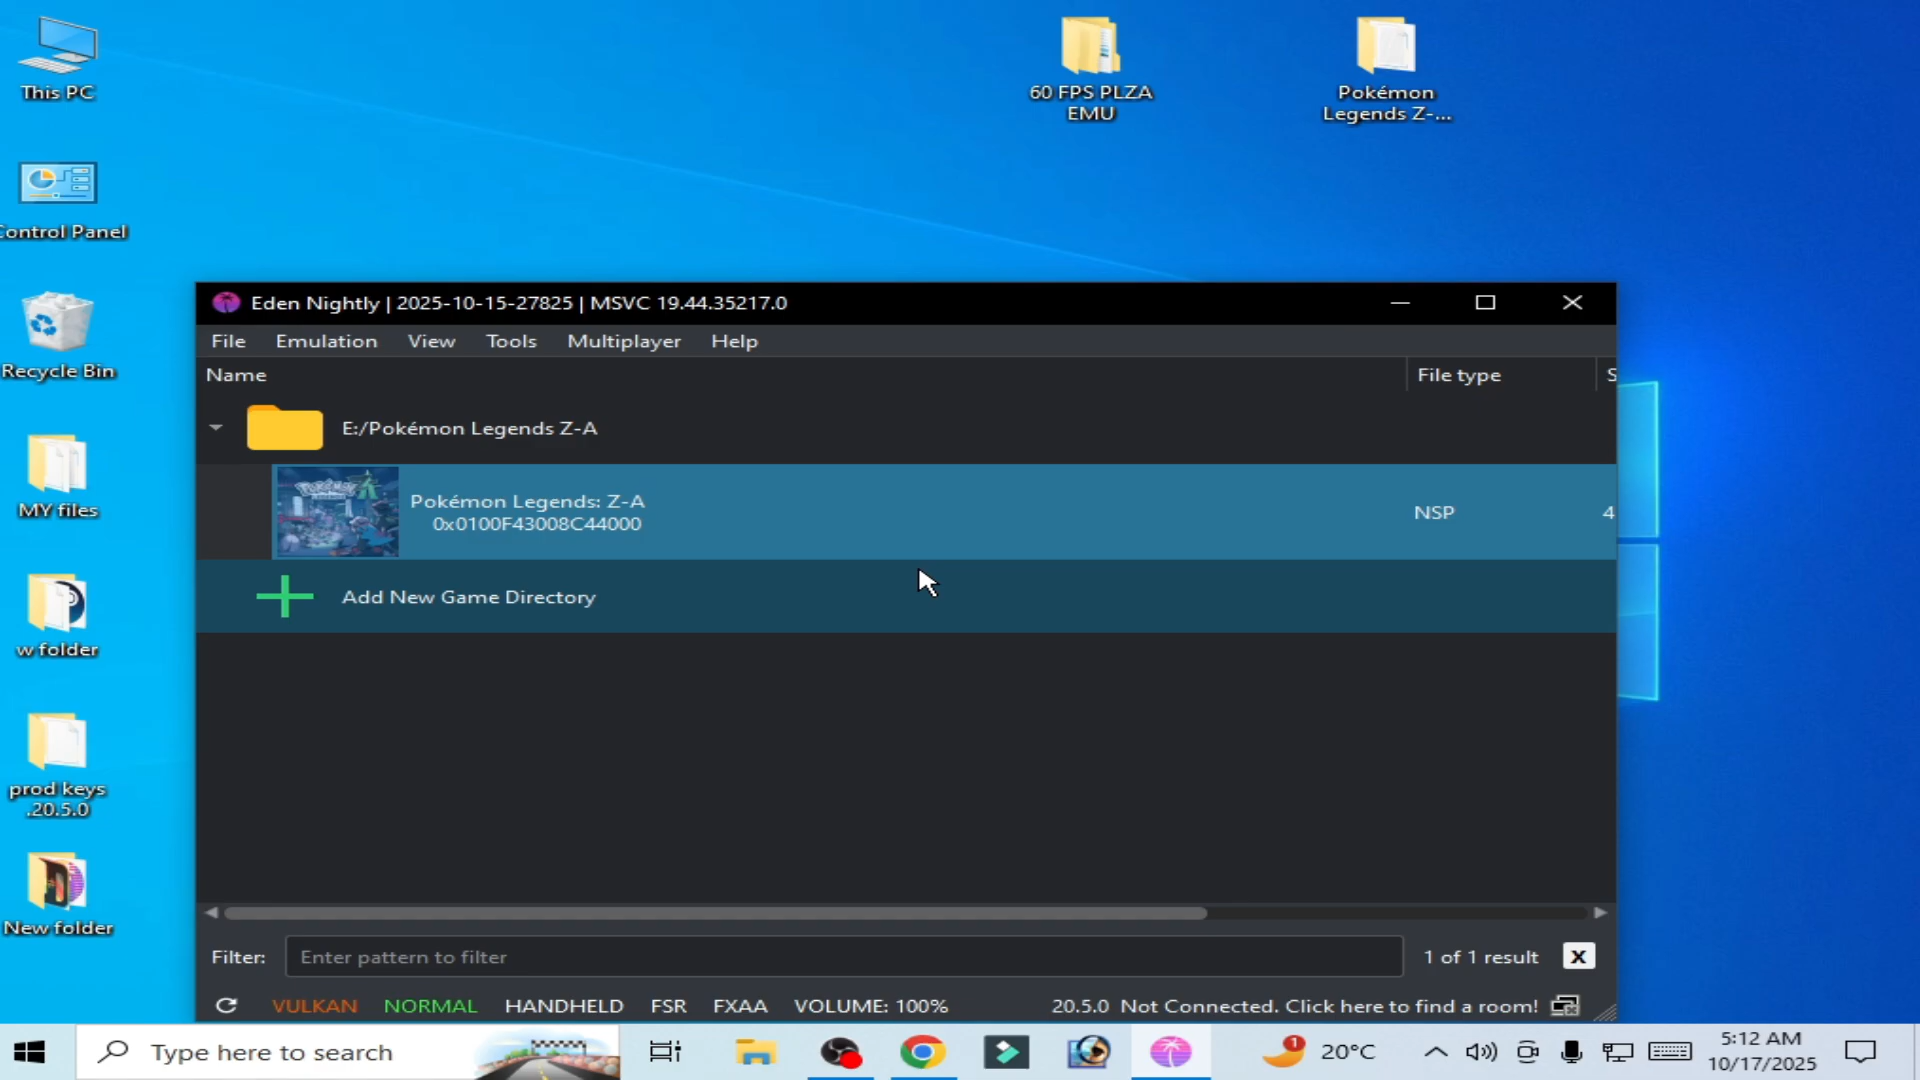 This PC
60 FPS PLZA
EMU
Pokémon
Legends Z-...
Control Panel
Recycle Bin
MY files
w folder
prod keys
.20.5.0
New folder
Eden Nightly | 2025-10-15-27825 | MSVC 19.44.35217.0
File Emulation View Tools Multiplayer Help
Name File type S
E:/Pokémon Legends Z-A
Pokémon Legends: Z-A
0x0100F43008C44000
NSP 4
Add New Game Directory
Filter: Enter pattern to filter 1 of 1 result X
VULKAN NORMAL HANDHELD FSR FXAA VOLUME: 100% 20.5.0 Not Connected. Click here to find a room!
Type here to search 1 20°C 5:12 AM
10/17/2025